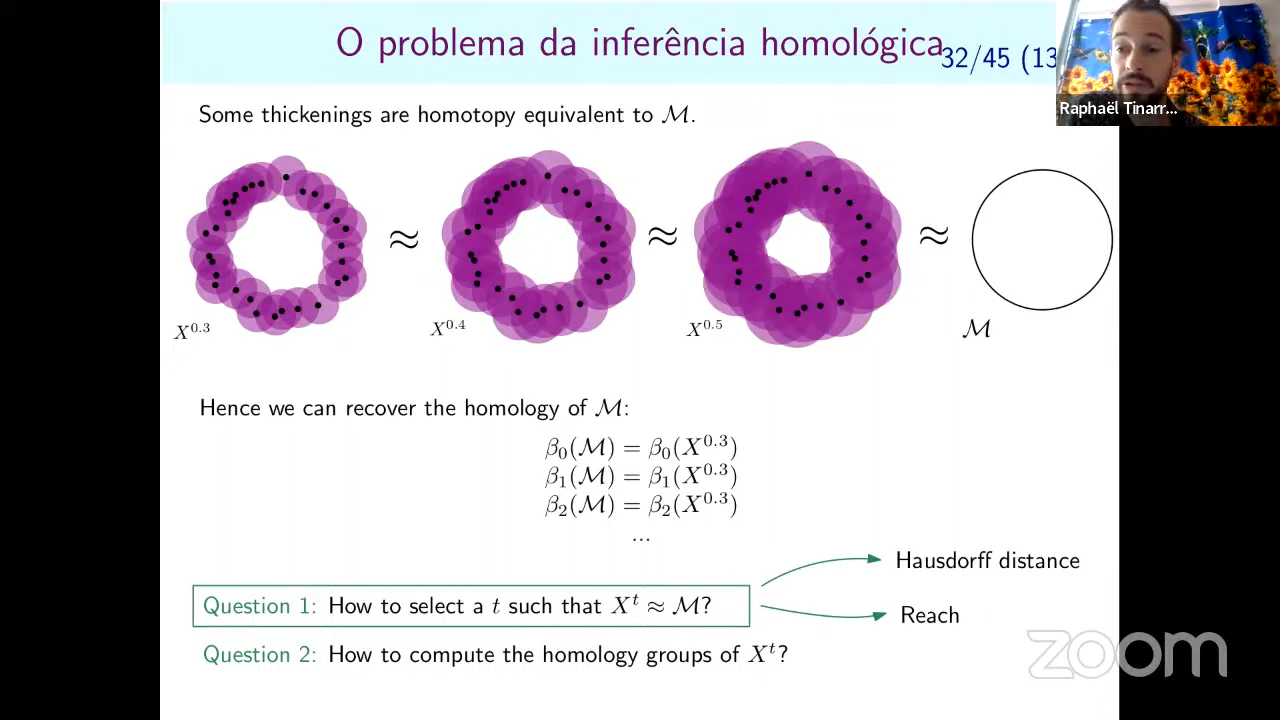 O problema da inferência homológica
32/45 (13
Raphaël Tinarr...
Some thickenings are homotopy equivalent to ℳ.
≈ ≈ ≈
X^0.3 X^0.4 X^0.5 ℳ
Hence we can recover the homology of ℳ:
β₀(ℳ) = β₀(X^0.3)
β₁(ℳ) = β₁(X^0.3)
β₂(ℳ) = β₂(X^0.3)
...
Question 1: How to select a t such that X^t ≈ ℳ?
Hausdorff distance
Reach
Question 2: How to compute the homology groups of X^t?
zoom